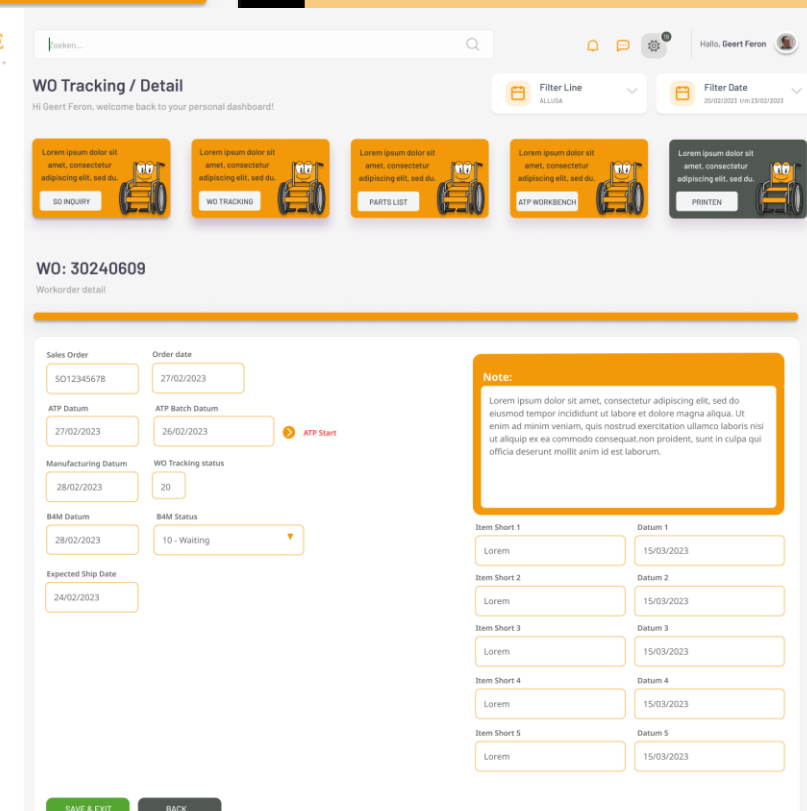 E
Zoeken...
19
Hallo, Geert Feron
WO Tracking / Detail
Hi Geert Feron, welcome back to your personal dashboard!
Filter Line
ALLUSA
Filter Date
20/02/2023 t/m 23/02/2023
Lorem ipsum dolor sit
amet, consectetur
adipiscing elit, sed du.
SO INQUIRY
Lorem ipsum dolor sit
amet, consectetur
adipiscing elit, sed du.
WO TRACKING
Lorem ipsum dolor sit
amet, consectetur
adipiscing elit, sed du.
PARTS LIST
Lorem ipsum dolor sit
amet, consectetur
adipiscing elit, sed du.
ATP WORKBENCH
Lorem ipsum dolor sit
amet, consectetur
adipiscing elit, sed du.
PRINTEN
WO: 30240609
Workorder detail
Sales Order
SO12345678
Order date
27/02/2023
ATP Datum
27/02/2023
ATP Batch Datum
26/02/2023
ATP Start
Manufacturing Datum
28/02/2023
WO Tracking status
20
B4M Datum
28/02/2023
B4M Status
10 - Waiting
Expected Ship Date
24/02/2023
Note:
Lorem ipsum dolor sit amet, consectetur adipiscing elit, sed do
eiusmod tempor incididunt ut labore et dolore magna aliqua. Ut
enim ad minim veniam, quis nostrud exercitation ullamco laboris nisi
ut aliquip ex ea commodo consequat.non proident, sunt in culpa qui
officia deserunt mollit anim id est laborum.
Item Short 1
Lorem
Datum 1
15/03/2023
Item Short 2
Lorem
Datum 2
15/03/2023
Item Short 3
Lorem
Datum 3
15/03/2023
Item Short 4
Lorem
Datum 4
15/03/2023
Item Short 5
Lorem
Datum 5
15/03/2023
SAVE & EXIT
BACK